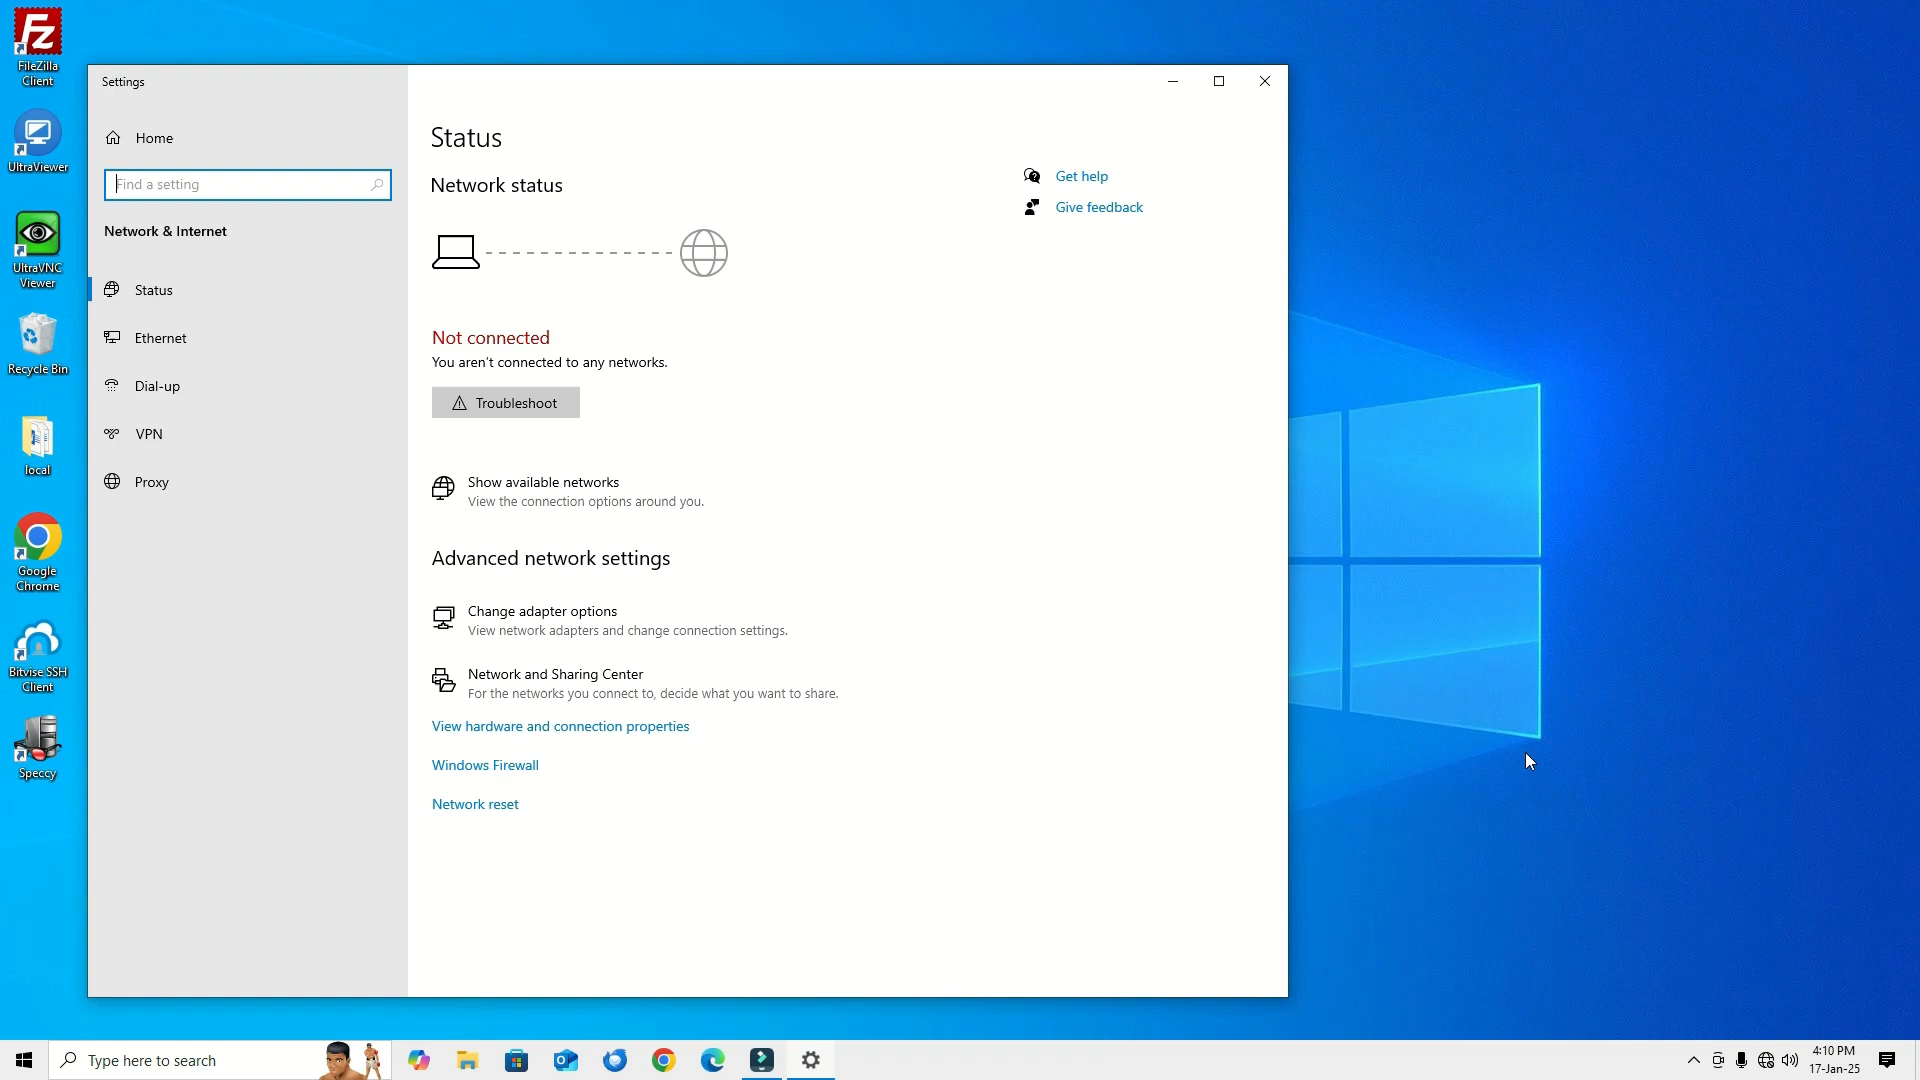 FileZilla
Client
UltraViewer
UltraVNC
Viewer
Recycle Bin
local
Google
Chrome
Bitvise SSH
Client
Speccy
Settings
Home
Find a setting
Network & Internet
Status
Ethernet
Dial-up
VPN
Proxy
Status
Network status
Not connected
You aren't connected to any networks.
Troubleshoot
Show available networks
View the connection options around you.
Advanced network settings
Change adapter options
View network adapters and change connection settings.
Network and Sharing Center
For the networks you connect to, decide what you want to share.
View hardware and connection properties
Windows Firewall
Network reset
Get help
Give feedback
Type here to search
4:10 PM
17-Jan-25